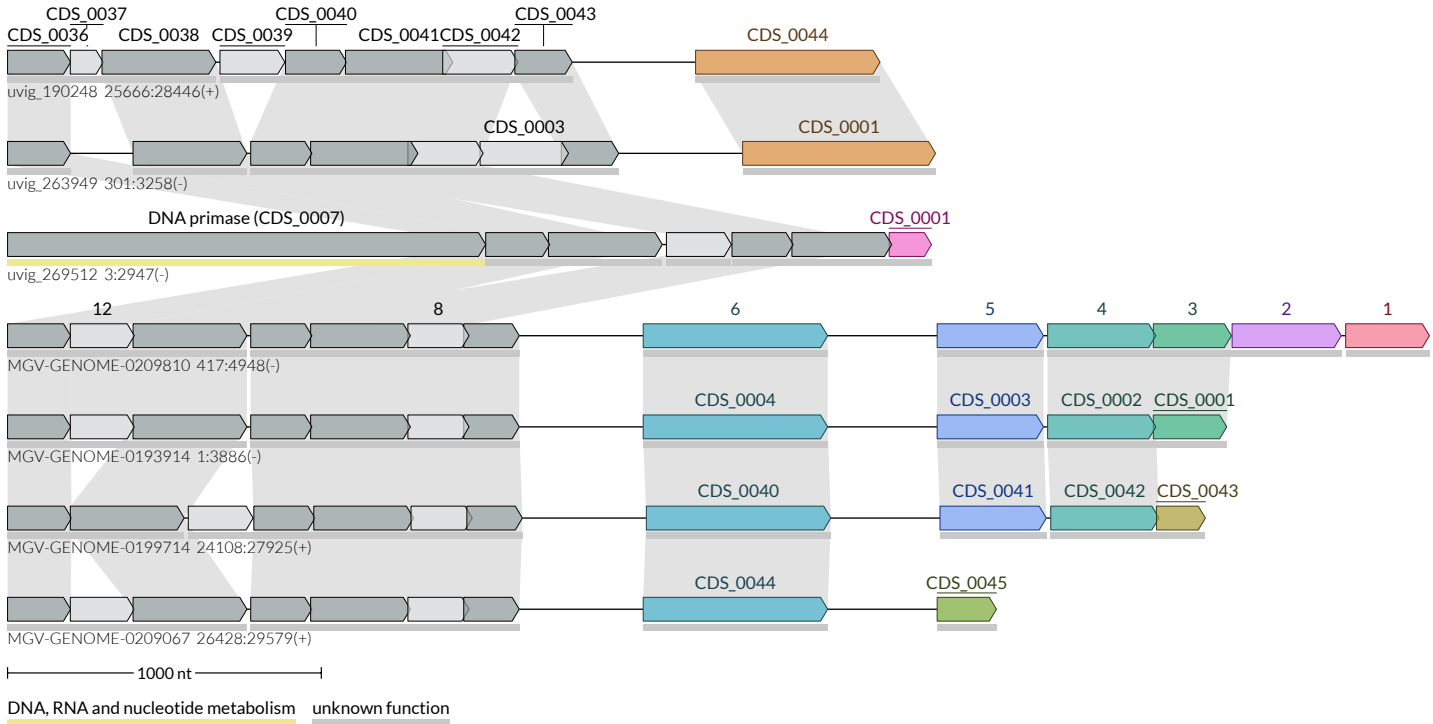 CDS_0037 CDS_0040 CDS_0043
CDS_0036 CDS_0038 CDS_0039 CDS_0041 CDS_0042 CDS_0044
uvig_190248 25666:28446(+)
CDS_0003 CDS_0001
uvig_263949 301:3258(-)
DNA primase (CDS_0007) CDS_0001
uvig_269512 3:2947(-)
12 8 6 5 4 3 2 1
MGV-GENOME-0209810 417:4948(-)
CDS_0004 CDS_0003 CDS_0002 CDS_0001
MGV-GENOME-0193914 1:3886(-)
CDS_0040 CDS_0041 CDS_0042 CDS_0043
MGV-GENOME-0199714 24108:27925(+)
CDS_0044 CDS_0045
MGV-GENOME-0209067 26428:29579(+)
1000 nt
DNA, RNA and nucleotide metabolism unknown function